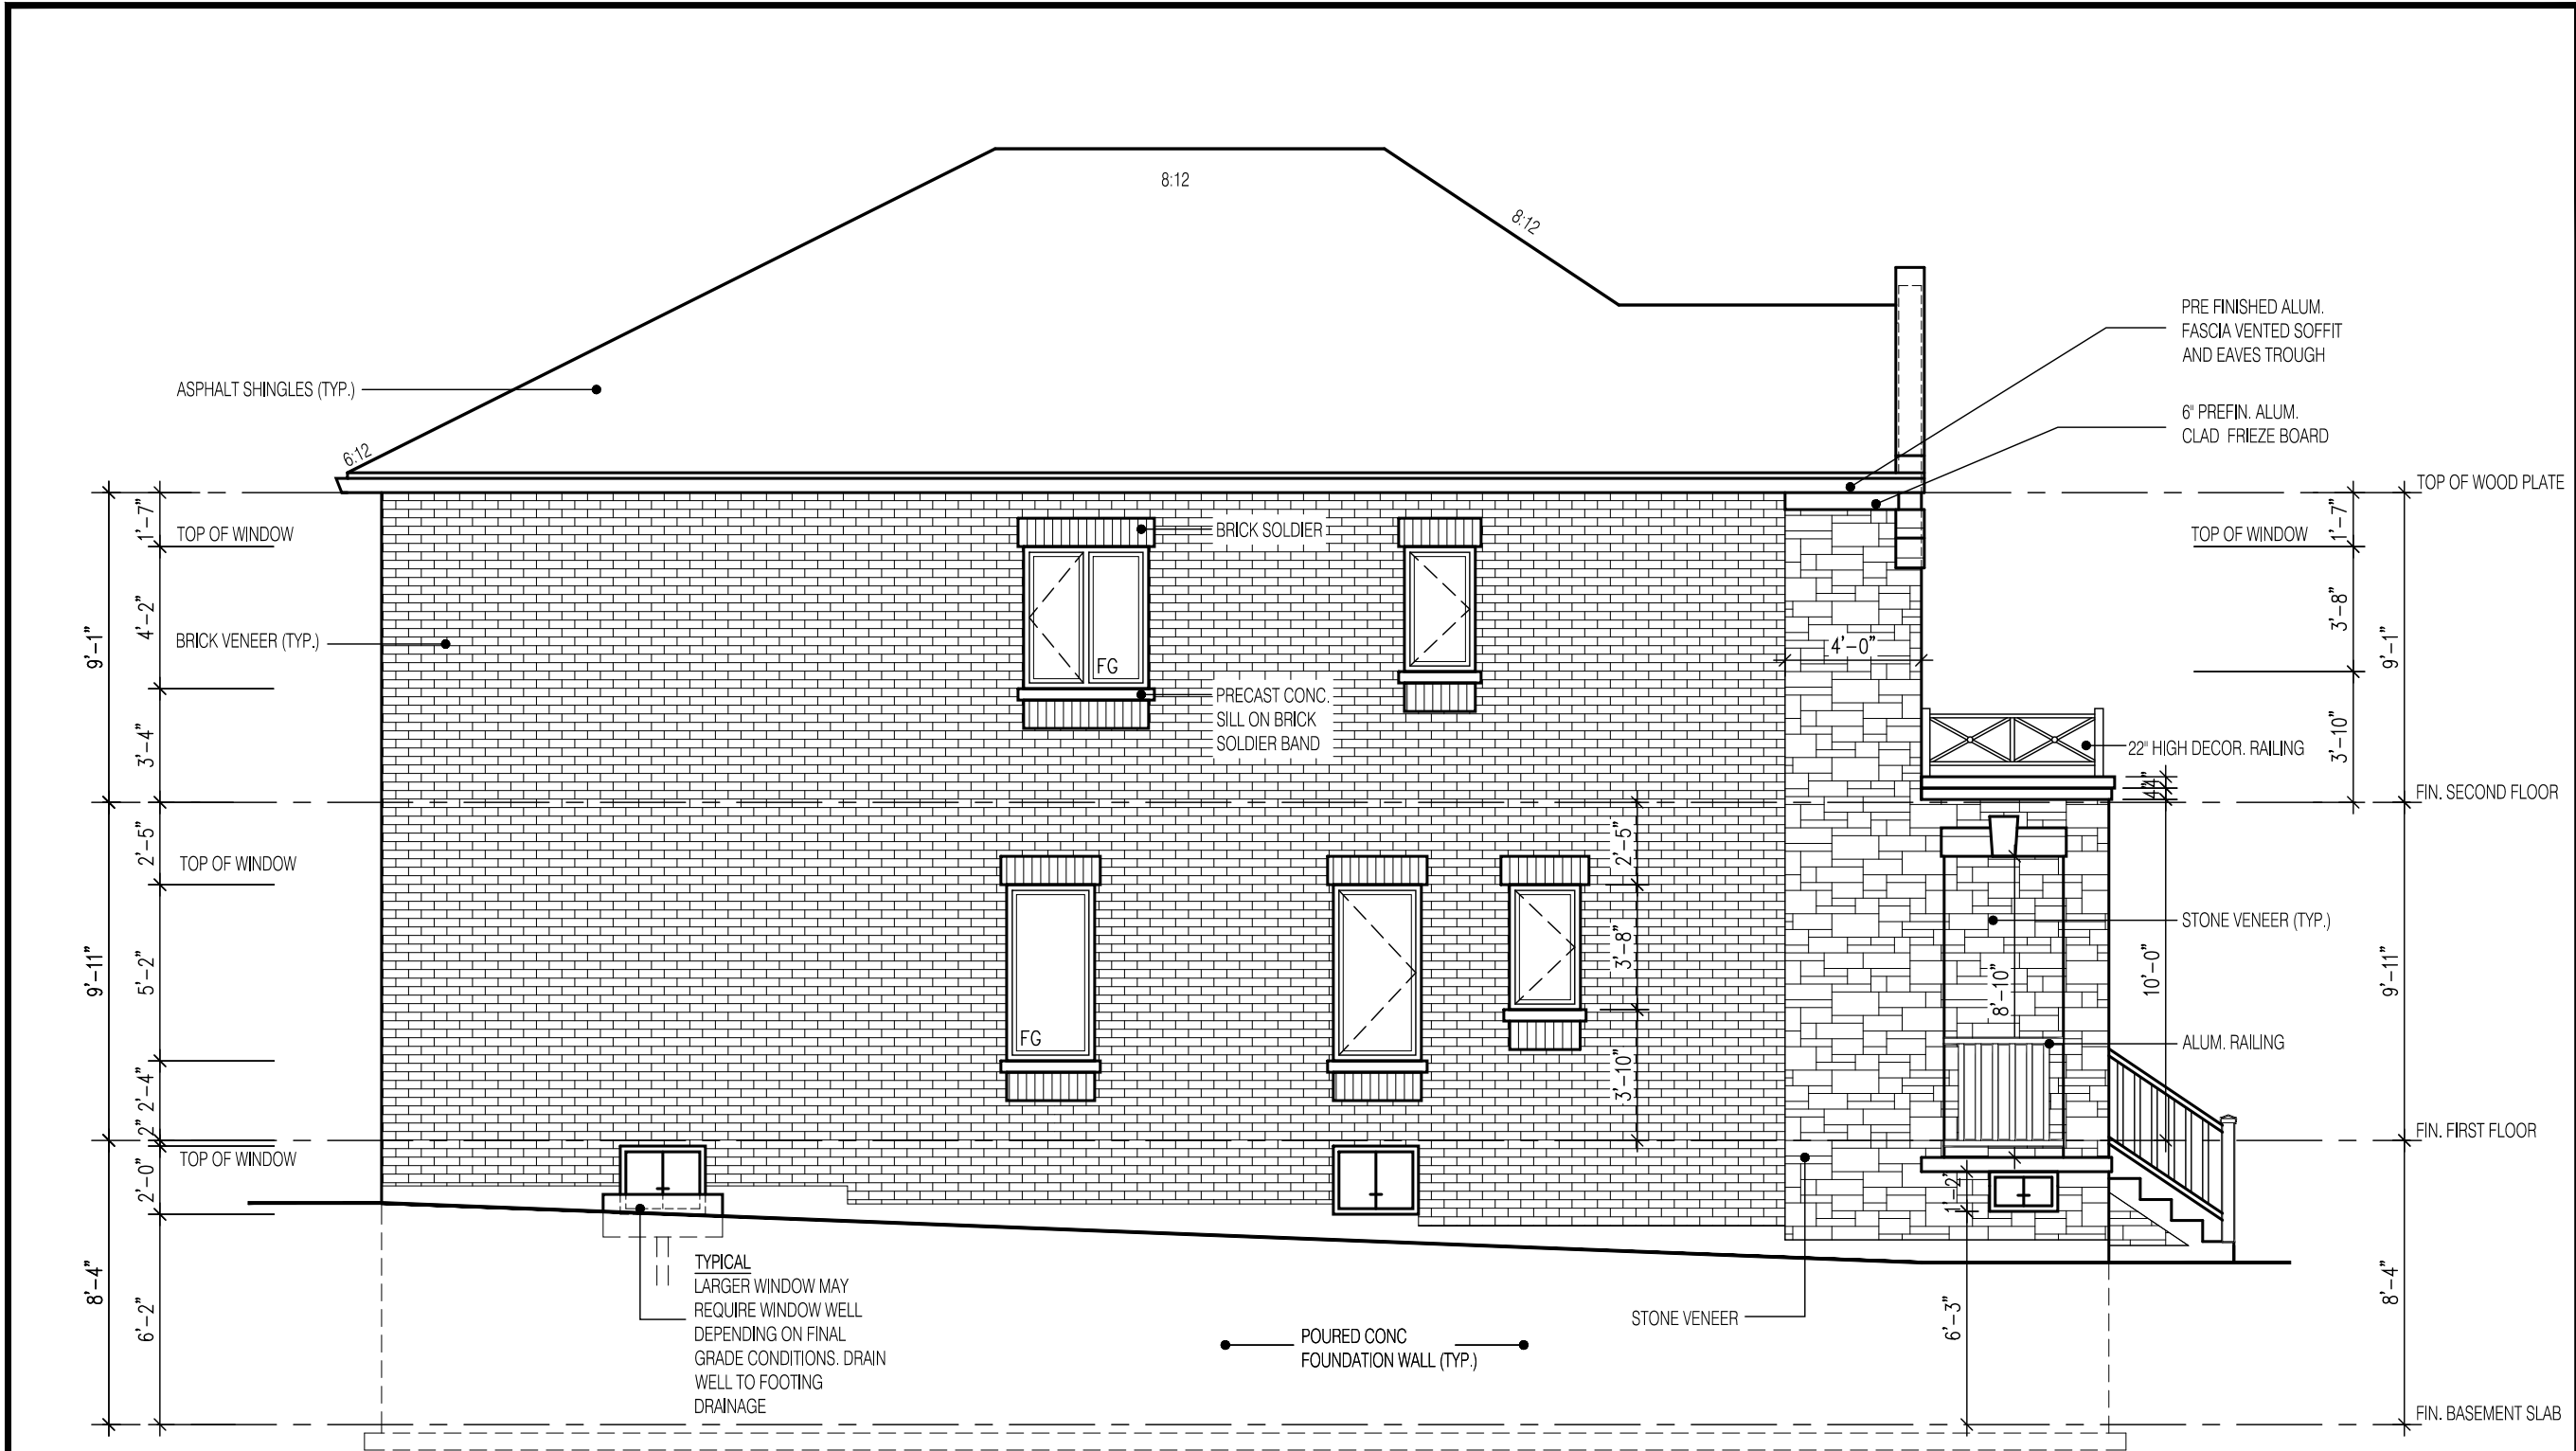 8:12
8:12
6:12
ASPHALT SHINGLES (TYP.)
PRE FINISHED ALUM.
FASCIA VENTED SOFFIT
AND EAVES TROUGH
6" PREFIN. ALUM.
CLAD FRIEZE BOARD
TOP OF WOOD PLATE
1'-7"
TOP OF WINDOW
4'-2"
9'-1"
BRICK VENEER (TYP.)
3'-4"
2'-5"
TOP OF WINDOW
9'-11"
5'-2"
2'-4"
2"
TOP OF WINDOW
2'-0"
8'-4"
6'-2"
BRICK SOLDIER
FG
PRECAST CONC.
SILL ON BRICK
SOLDIER BAND
4'-0"
FG
2'-5"
3'-8"
3'-10"
TOP OF WINDOW
1'-7"
3'-8"
9'-1"
3'-10"
22" HIGH DECOR. RAILING
4"
4"
FIN. SECOND FLOOR
STONE VENEER (TYP.)
8'-10"
10'-0"
9'-11"
ALUM. RAILING
FIN. FIRST FLOOR
1'-2"
6'-3"
8'-4"
STONE VENEER
TYPICAL
LARGER WINDOW MAY
REQUIRE WINDOW WELL
DEPENDING ON FINAL
GRADE CONDITIONS. DRAIN
WELL TO FOOTING
DRAINAGE
POURED CONC
FOUNDATION WALL (TYP.)
FIN. BASEMENT SLAB